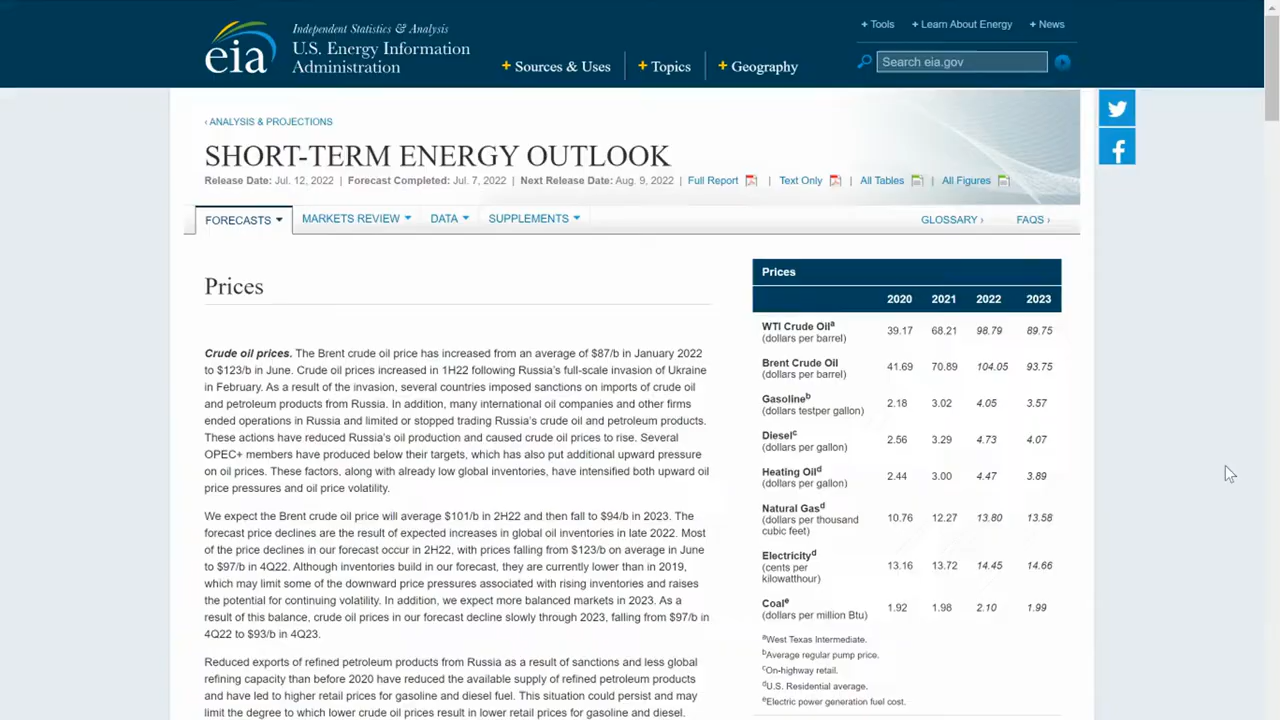 + Tools + Learn About Energy + News
eia
Independent Statistics & Analysis
U.S. Energy Information
Administration
+ Sources & Uses + Topics + Geography
Search eia.gov
‹ ANALYSIS & PROJECTIONS
SHORT-TERM ENERGY OUTLOOK
Release Date: Jul. 12, 2022 | Forecast Completed: Jul. 7, 2022 | Next Release Date: Aug. 9, 2022 | Full Report | Text Only | All Tables | All Figures
FORECASTS MARKETS REVIEW DATA SUPPLEMENTS GLOSSARY › FAQS ›
Prices
Crude oil prices. The Brent crude oil price has increased from an average of $87/b in January 2022
to $123/b in June. Crude oil prices increased in 1H22 following Russia's full-scale invasion of Ukraine
in February. As a result of the invasion, several countries imposed sanctions on imports of crude oil
and petroleum products from Russia. In addition, many international oil companies and other firms
ended operations in Russia and limited or stopped trading Russia's crude oil and petroleum products.
These actions have reduced Russia's oil production and caused crude oil prices to rise. Several
OPEC+ members have produced below their targets, which has also put additional upward pressure
on oil prices. These factors, along with already low global inventories, have intensified both upward oil
price pressures and oil price volatility.
We expect the Brent crude oil price will average $101/b in 2H22 and then fall to $94/b in 2023. The
forecast price declines are the result of expected increases in global oil inventories in late 2022. Most
of the price declines in our forecast occur in 2H22, with prices falling from $123/b on average in June
to $97/b in 4Q22. Although inventories build in our forecast, they are currently lower than in 2019,
which may limit some of the downward price pressures associated with rising inventories and raises
the potential for continuing volatility. In addition, we expect more balanced markets in 2023. As a
result of this balance, crude oil prices in our forecast decline slowly through 2023, falling from $97/b in
4Q22 to $93/b in 4Q23.
Reduced exports of refined petroleum products from Russia as a result of sanctions and less global
refining capacity than before 2020 have reduced the available supply of refined petroleum products
and have led to higher retail prices for gasoline and diesel fuel. This situation could persist and may
limit the degree to which lower crude oil prices result in lower retail prices for gasoline and diesel.
Prices
2020 2021 2022 2023
WTI Crude Oilᵃ
(dollars per barrel) 39.17 68.21 98.79 89.75
Brent Crude Oil
(dollars per barrel) 41.69 70.89 104.05 93.75
Gasolineᵇ
(dollars testper gallon) 2.18 3.02 4.05 3.57
Dieselᶜ
(dollars per gallon) 2.56 3.29 4.73 4.07
Heating Oilᵈ
(dollars per gallon) 2.44 3.00 4.47 3.89
Natural Gasᵈ
(dollars per thousand 10.76 12.27 13.80 13.58
cubic feet)
Electricityᵈ
(cents per 13.16 13.72 14.45 14.66
kilowatthour)
Coalᵉ
(dollars per million Btu) 1.92 1.98 2.10 1.99
ᵃWest Texas Intermediate.
ᵇAverage regular pump price.
ᶜOn-highway retail.
ᵈU.S. Residential average.
ᵉElectric power generation fuel cost.